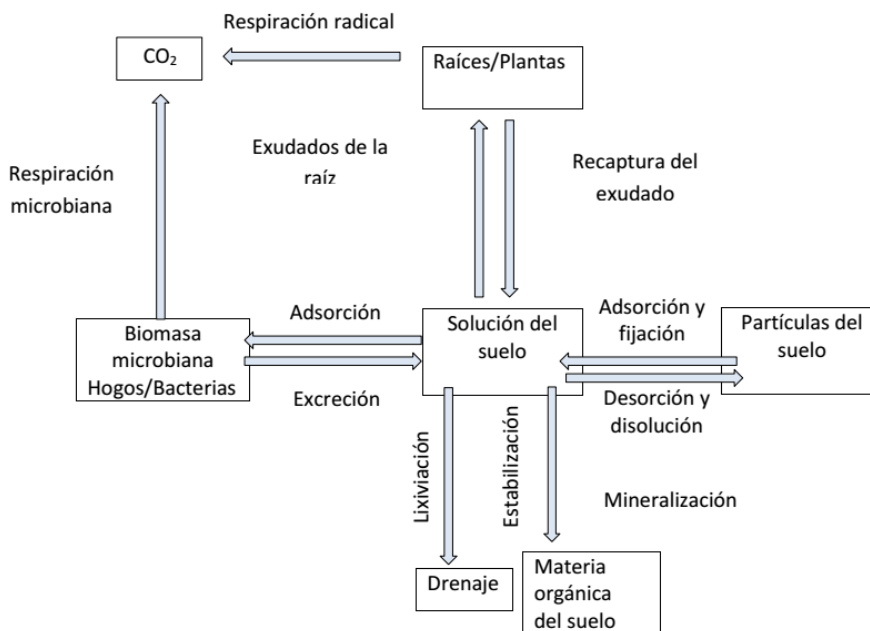 Respiración radical
CO₂
Raíces/Plantas
Exudados de la
raíz
Recaptura del
exudado
Respiración
microbiana
Adsorción
Biomasa
microbiana
Hogos/Bacterias
Excreción
Solución del
suelo
Adsorción y
fijación
Partículas del
suelo
Desorción y
disolución
Lixiviación
Estabilización
Mineralización
Drenaje
Materia
orgánica
del suelo